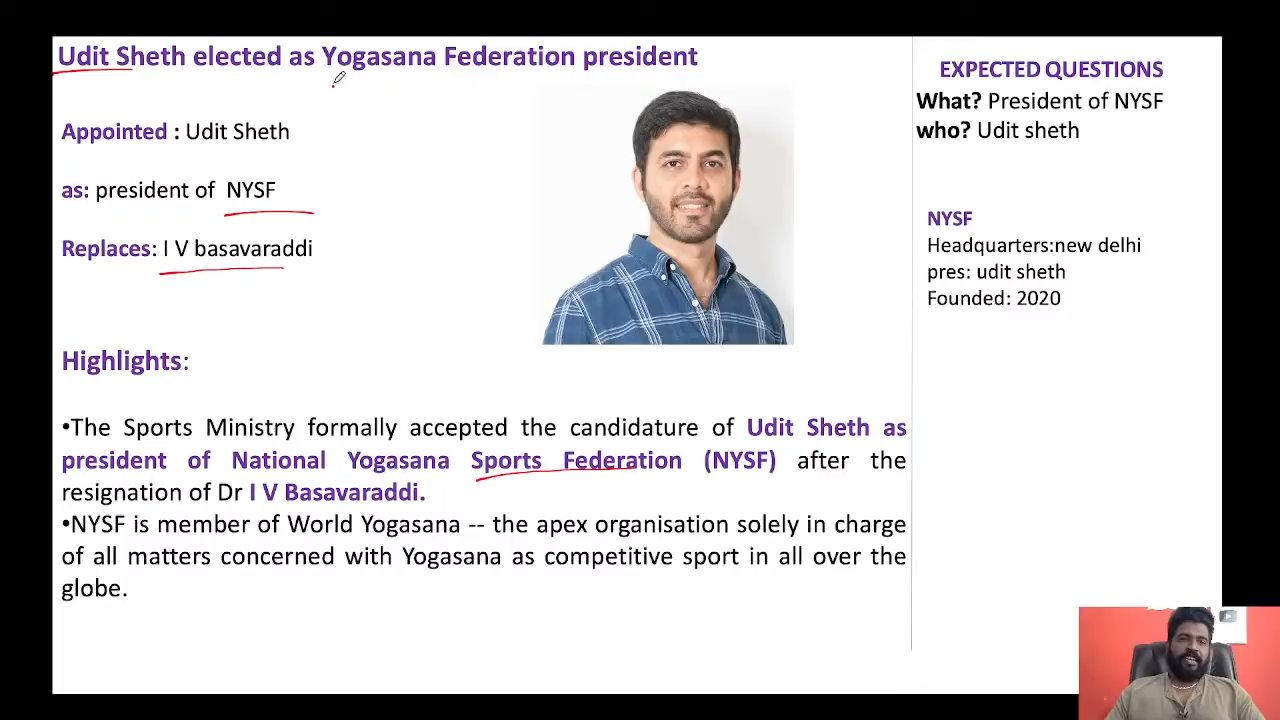 Udit Sheth elected as Yogasana Federation president
Appointed : Udit Sheth
as: president of NYSF
Replaces: I V basavaraddi
Highlights:
•The Sports Ministry formally accepted the candidature of Udit Sheth as
president of National Yogasana Sports Federation (NYSF) after the
resignation of Dr I V Basavaraddi.
•NYSF is member of World Yogasana -- the apex organisation solely in charge
of all matters concerned with Yogasana as competitive sport in all over the
globe.
EXPECTED QUESTIONS
What? President of NYSF
who? Udit sheth
NYSF
Headquarters:new delhi
pres: udit sheth
Founded: 2020